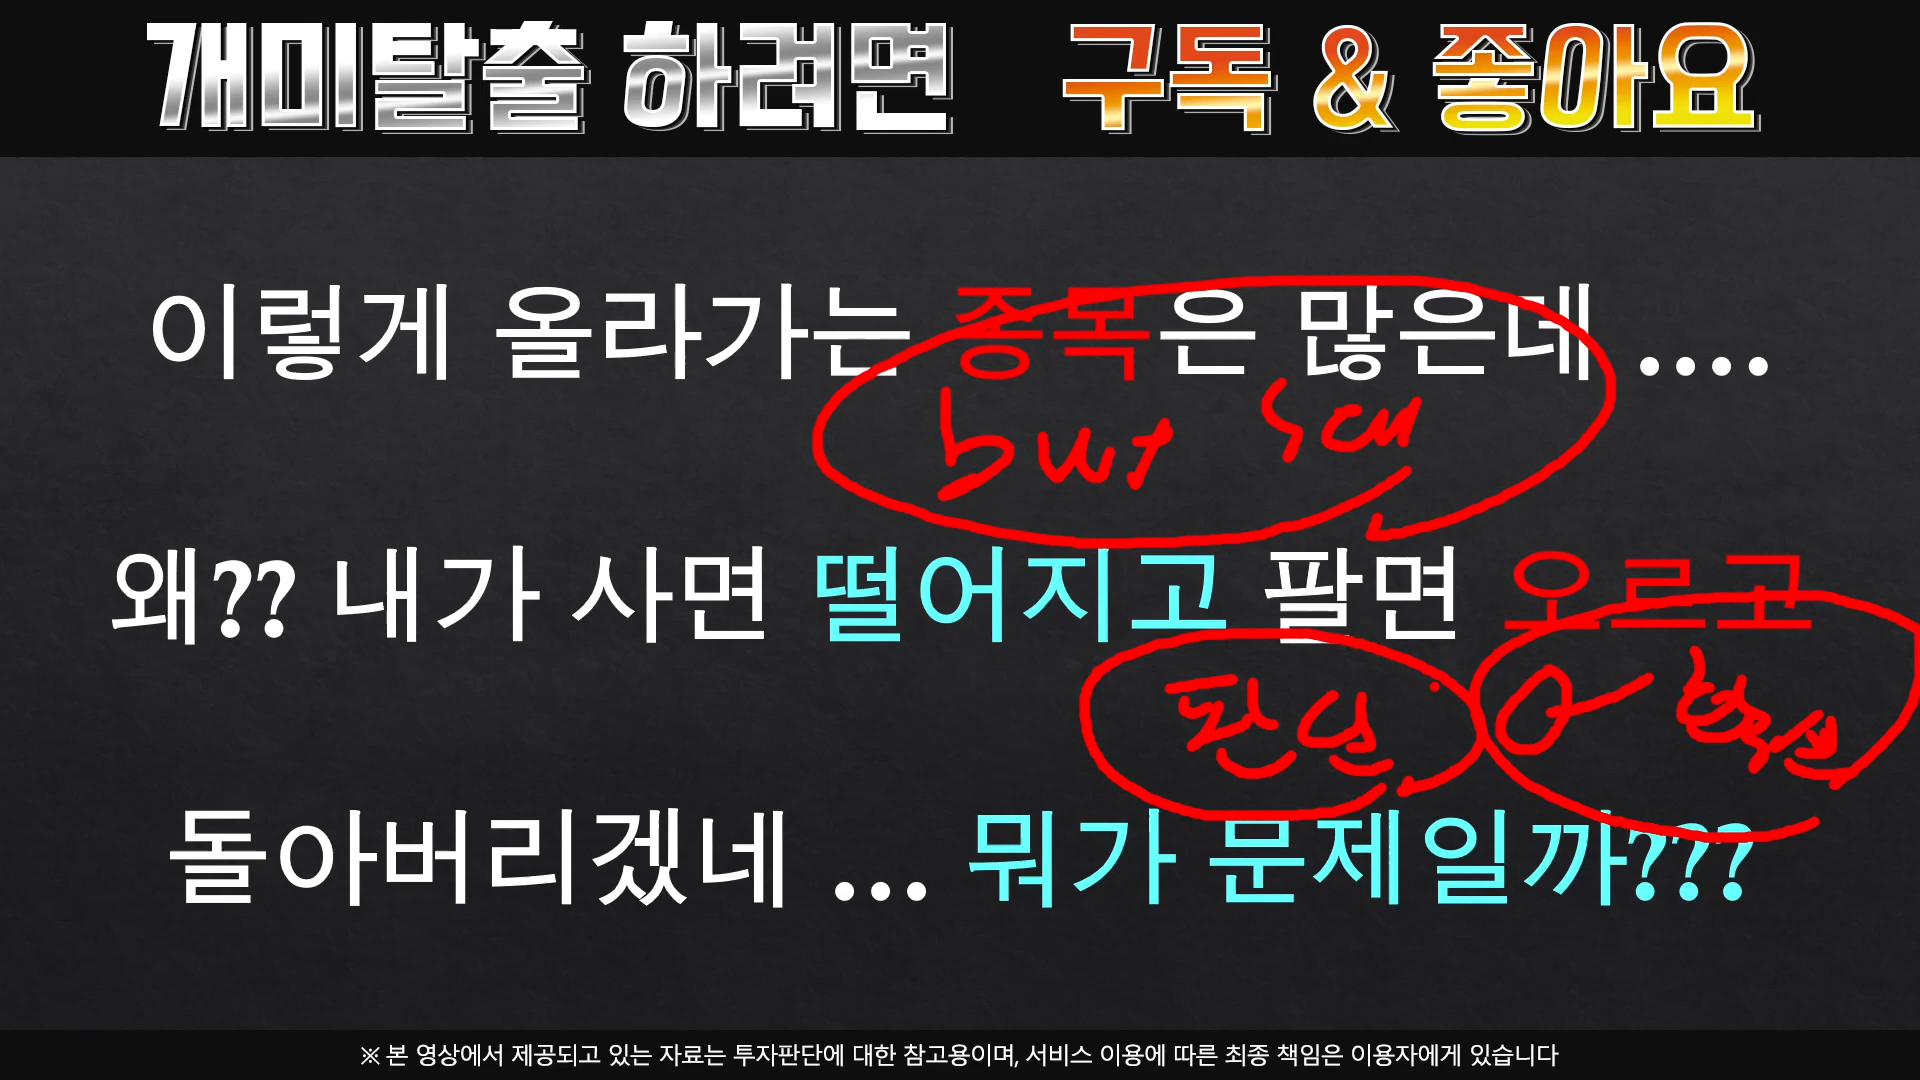 개미탈출 하려면 구독 & 좋아요
이렇게 올라가는 종목은 많은데 ....
but
왜?? 내가 사면 떨어지고 팔면 오르고
판단
돌아버리겠네 ... 뭐가 문제일까???
※ 본 영상에서 제공되고 있는 자료는 투자판단에 대한 참고용이며, 서비스 이용에 따른 최종 책임은 이용자에게 있습니다